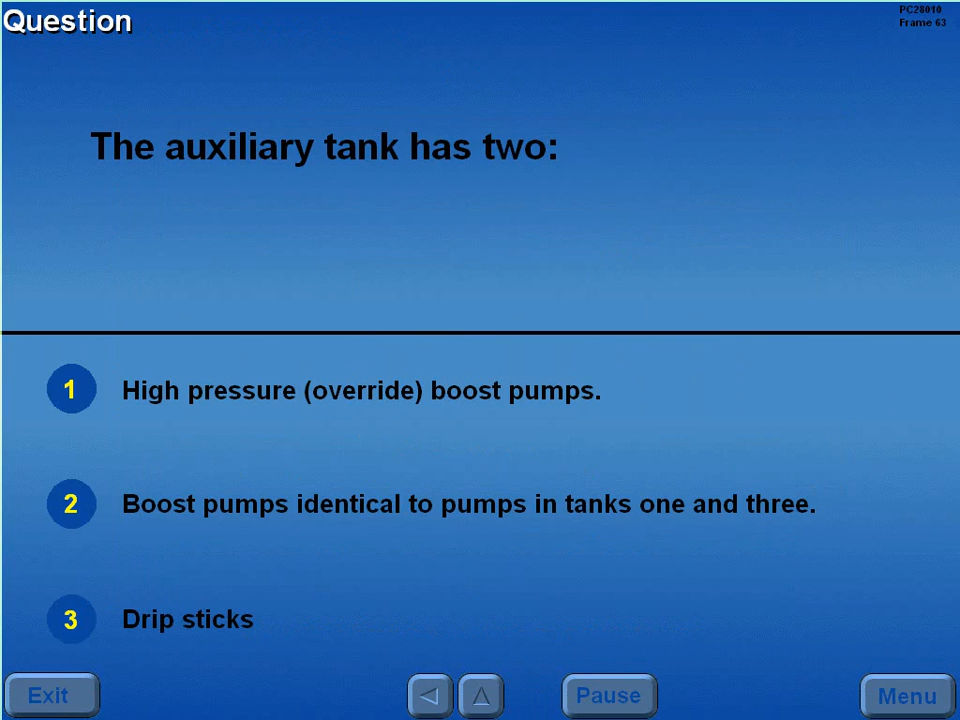 Question
PC28010
Frame 63
The auxiliary tank has two:
1 High pressure (override) boost pumps.
2 Boost pumps identical to pumps in tanks one and three.
3 Drip sticks
Exit
Pause
Menu